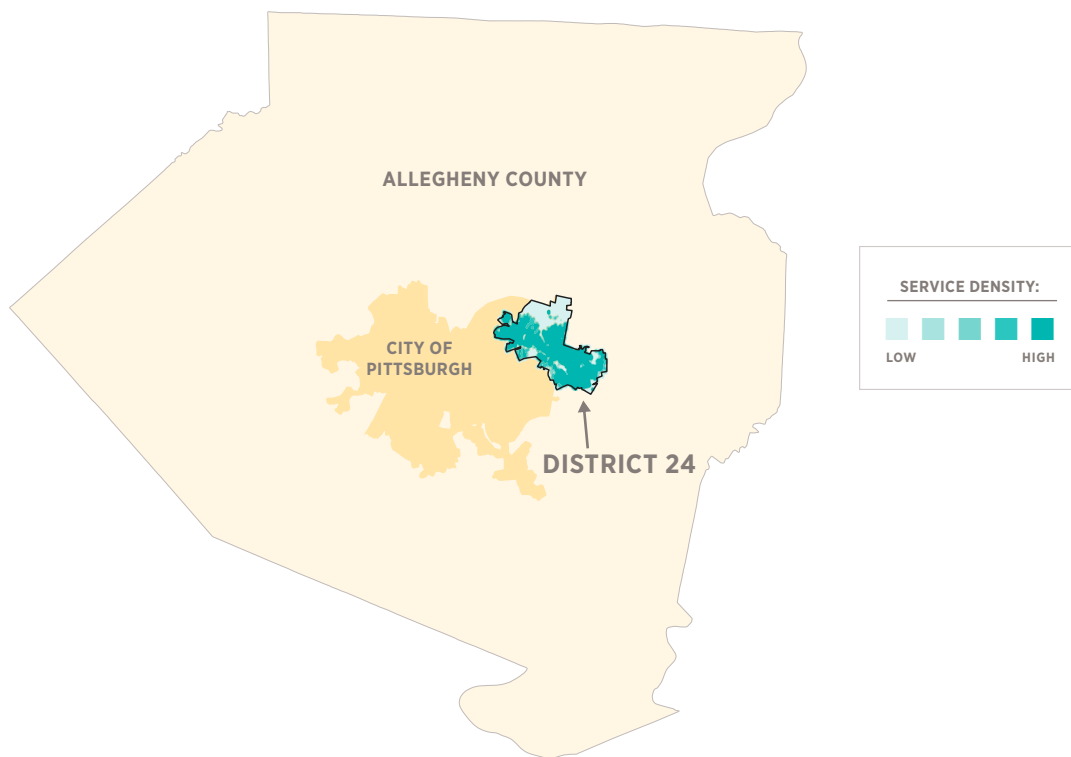 ALLEGHENY COUNTY
CITY OF
PITTSBURGH
DISTRICT 24
SERVICE DENSITY:
LOW
HIGH